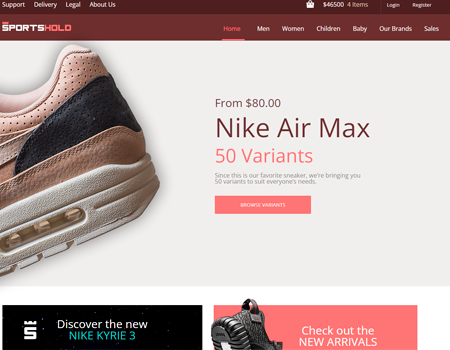 Support Delivery Legal About Us $46500 4 items Login Register
SPORTSHOLD
Home Men Women Children Baby Our Brands Sales
From $80.00
Nike Air Max
50 Variants
Since this is our favorite sneaker, we're bringing you
50 variants to suit everyone's needs.
BROWSE VARIANTS
Discover the new
NIKE KYRIE 3
Check out the
NEW ARRIVALS